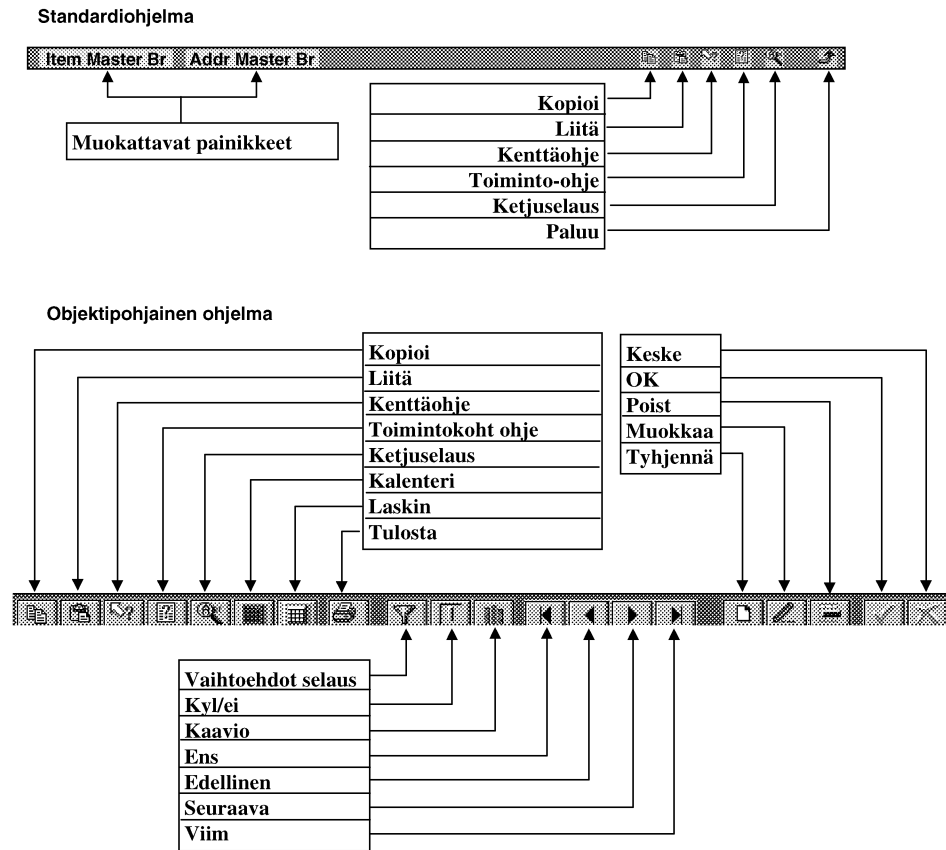 Standardiohjelma
Item Master Br Addr Master Br
Kopioi
Liitä
Muokattavat painikkeet
Kenttäohje
Toiminto-ohje
Ketjuselaus
Paluu
Objektipohjainen ohjelma
Kopioi
Liitä
Kenttäohje
Toimintokoht ohje
Ketjuselaus
Kalenteri
Laskin
Tulosta
Keske
OK
Poist
Muokkaa
Tyhjennä
Vaihtoehdot selaus
Kyl/ei
Kaavio
Ens
Edellinen
Seuraava
Viim